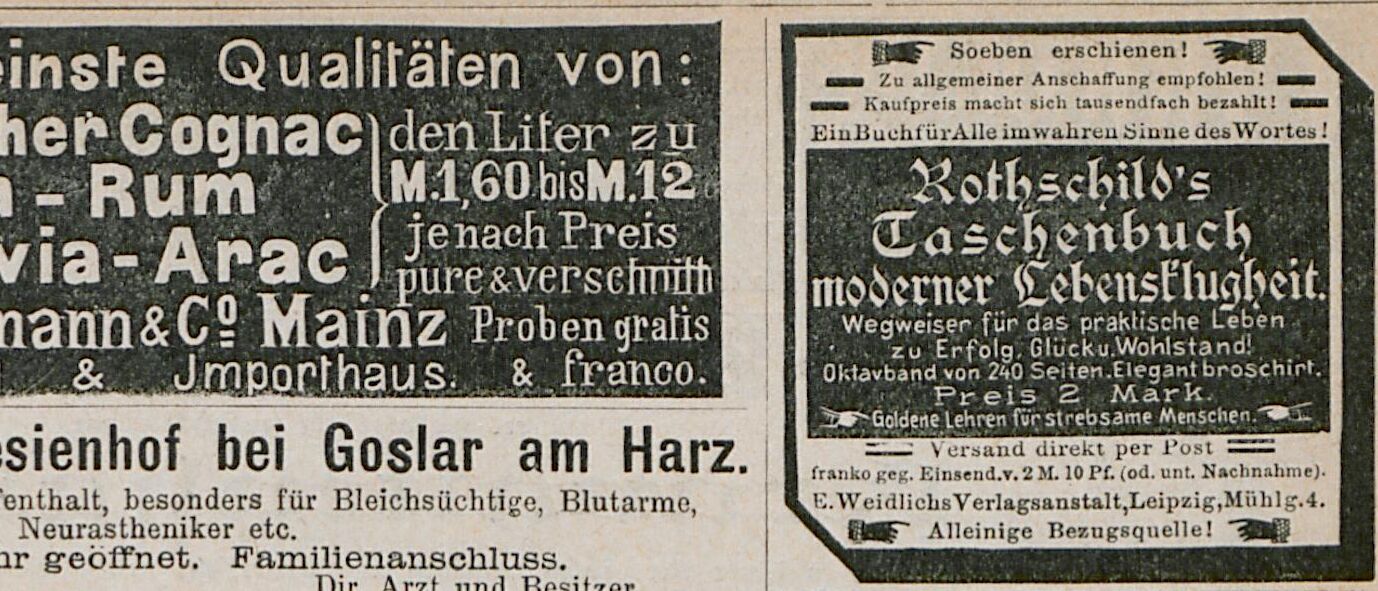 einste Qualitäten von:
her Cognac
- Rum
via-Arac
den Liter zu
M.1,60 bis M.12
je nach Preis
pure & verschnitt
mann & Co Mainz Proben gratis
& Jmporthaus. & franco.
esienhof bei Goslar am Harz.
fenthalt, besonders für Bleichsüchtige, Blutarme,
Neurastheniker etc.
hr geöffnet. Familienanschluss.
Dir. Arzt und Besitzer
Soeben erschienen!
Zu allgemeiner Anschaffung empfohlen!
Kaufpreis macht sich tausendfach bezahlt!
Ein Buch für Alle im wahren Sinne des Wortes!
Rothschild's
Taschenbuch
moderner Lebensklugheit.
Wegweiser für das praktische Leben
zu Erfolg, Glück u. Wohlstand!
Oktavband von 240 Seiten. Elegant broschirt.
Preis 2 Mark.
Goldene Lehren für strebsame Menschen.
Versand direkt per Post
franko geg. Einsend. v. 2 M. 10 Pf. (od. unt. Nachnahme).
E. Weidlichs Verlagsanstalt, Leipzig, Mühlg. 4.
Alleinige Bezugsquelle!